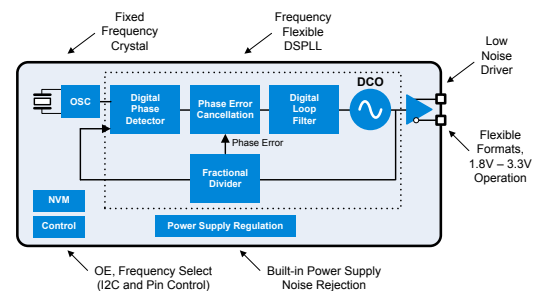 Fixed
Frequency
Crystal
Frequency
Flexible
DSPLL
Low
Noise
Driver
OSC
Digital
Phase
Detector
Phase Error
Cancellation
Digital
Loop
Filter
DCO
Phase Error
Fractional
Divider
Flexible
Formats,
1.8V – 3.3V
Operation
NVM
Control
Power Supply Regulation
OE, Frequency Select
(I2C and Pin Control)
Built-in Power Supply
Noise Rejection